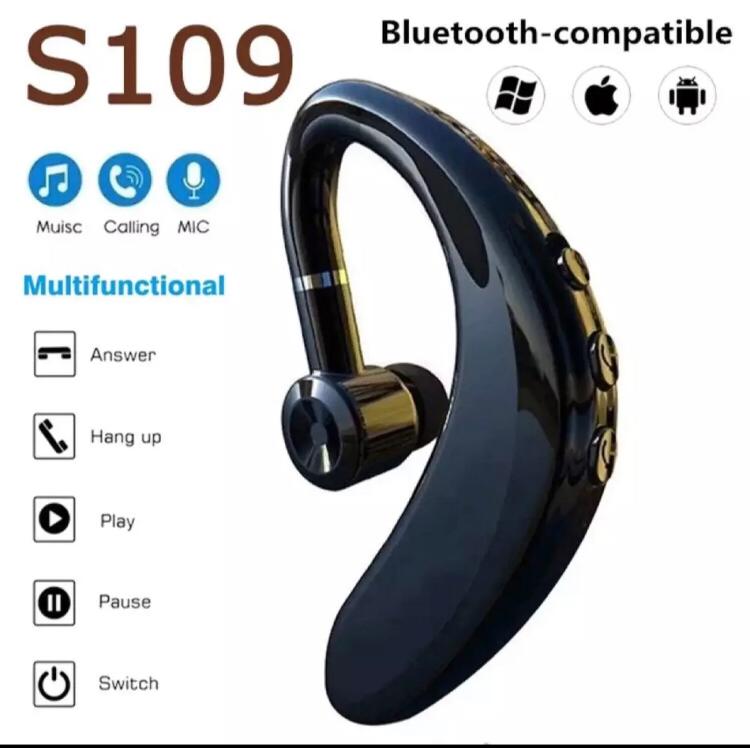 S109
Bluetooth-compatible
Muisc Calling MIC
Multifunctional
Answer
Hang up
Play
Pause
Switch